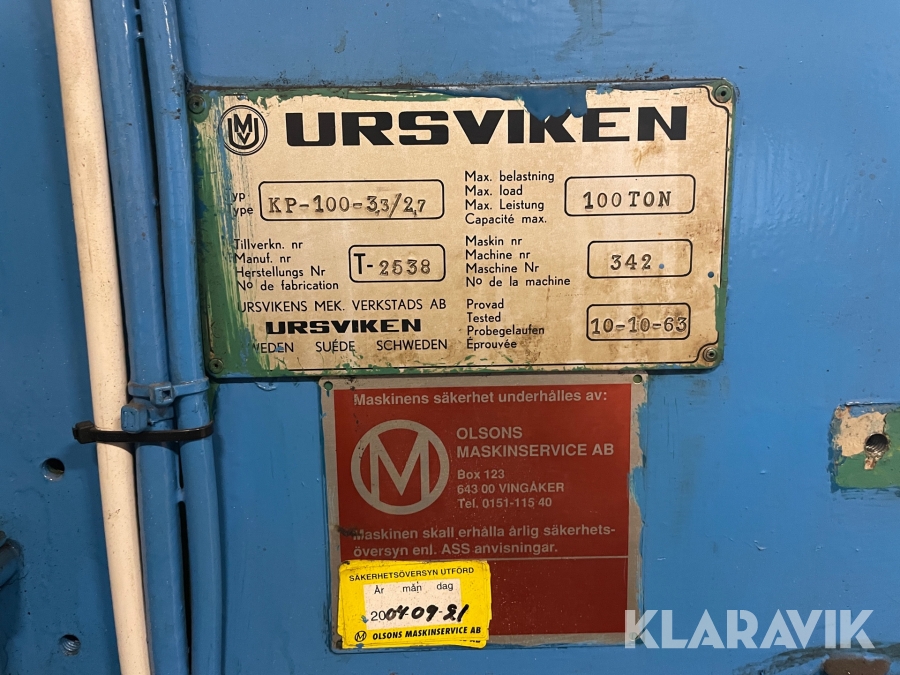 URSVIKEN
yp
ype
KP-100-3,3/2,7
Max. belastning
Max. load
Max. Leistung
Capacité max.
100 TON
Tillverkn. nr
Manuf. nr
Herstellungs Nr
No de fabrication
T-2538
Maskin nr
Machine nr
Maschine Nr
No de la machine
342
URSVIKENS MEK. VERKSTADS AB
URSVIKEN
WEDEN SUÉDE SCHWEDEN
Provad
Tested
Probegelaufen
Éprouvée
10-10-63
Maskinens säkerhet underhålles av:
M
OLSONS
MASKINSERVICE AB
Box 123
643 00 VINGÅKER
Tel. 0151-115 40
Maskinen skall erhålla årlig säkerhets-
översyn enl. ASS anvisningar.
SÄKERHETSÖVERSYN UTFÖRD
År mån dag
2004-09-21
M OLSONS MASKINSERVICE AB
KLARAVIK